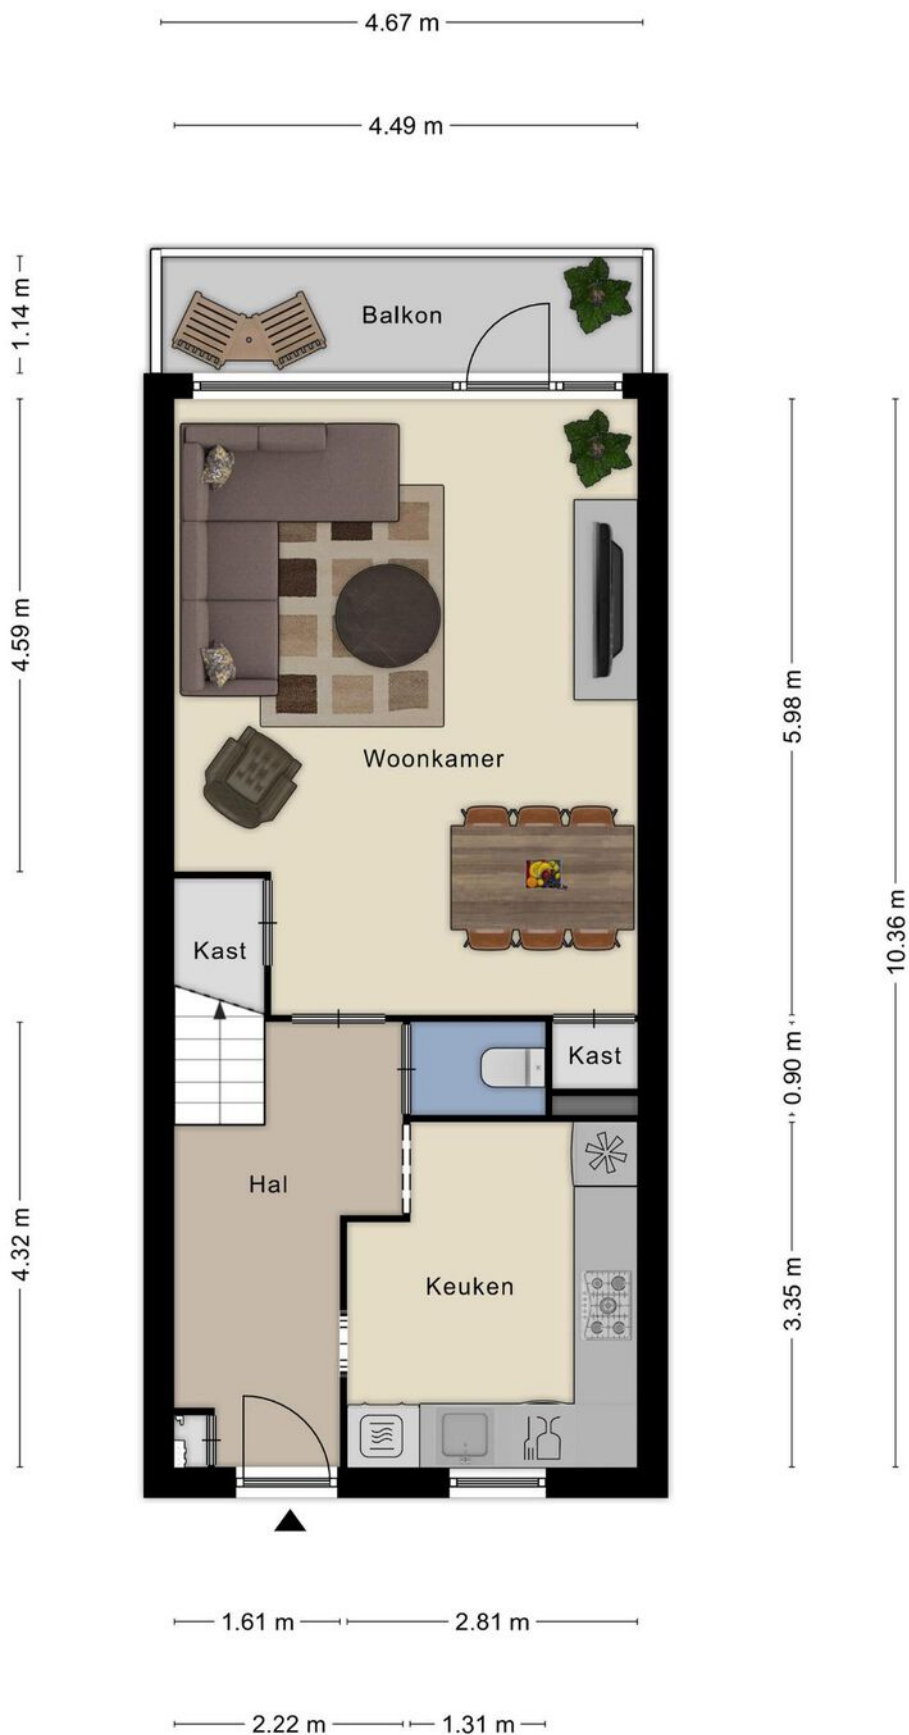 4.67 m
4.49 m
1.14 m
Balkon
4.59 m
5.98 m
Woonkamer
10.36 m
Kast
Kast
0.90 m
Hal
4.32 m
Keuken
3.35 m
1.61 m
2.81 m
2.22 m
1.31 m